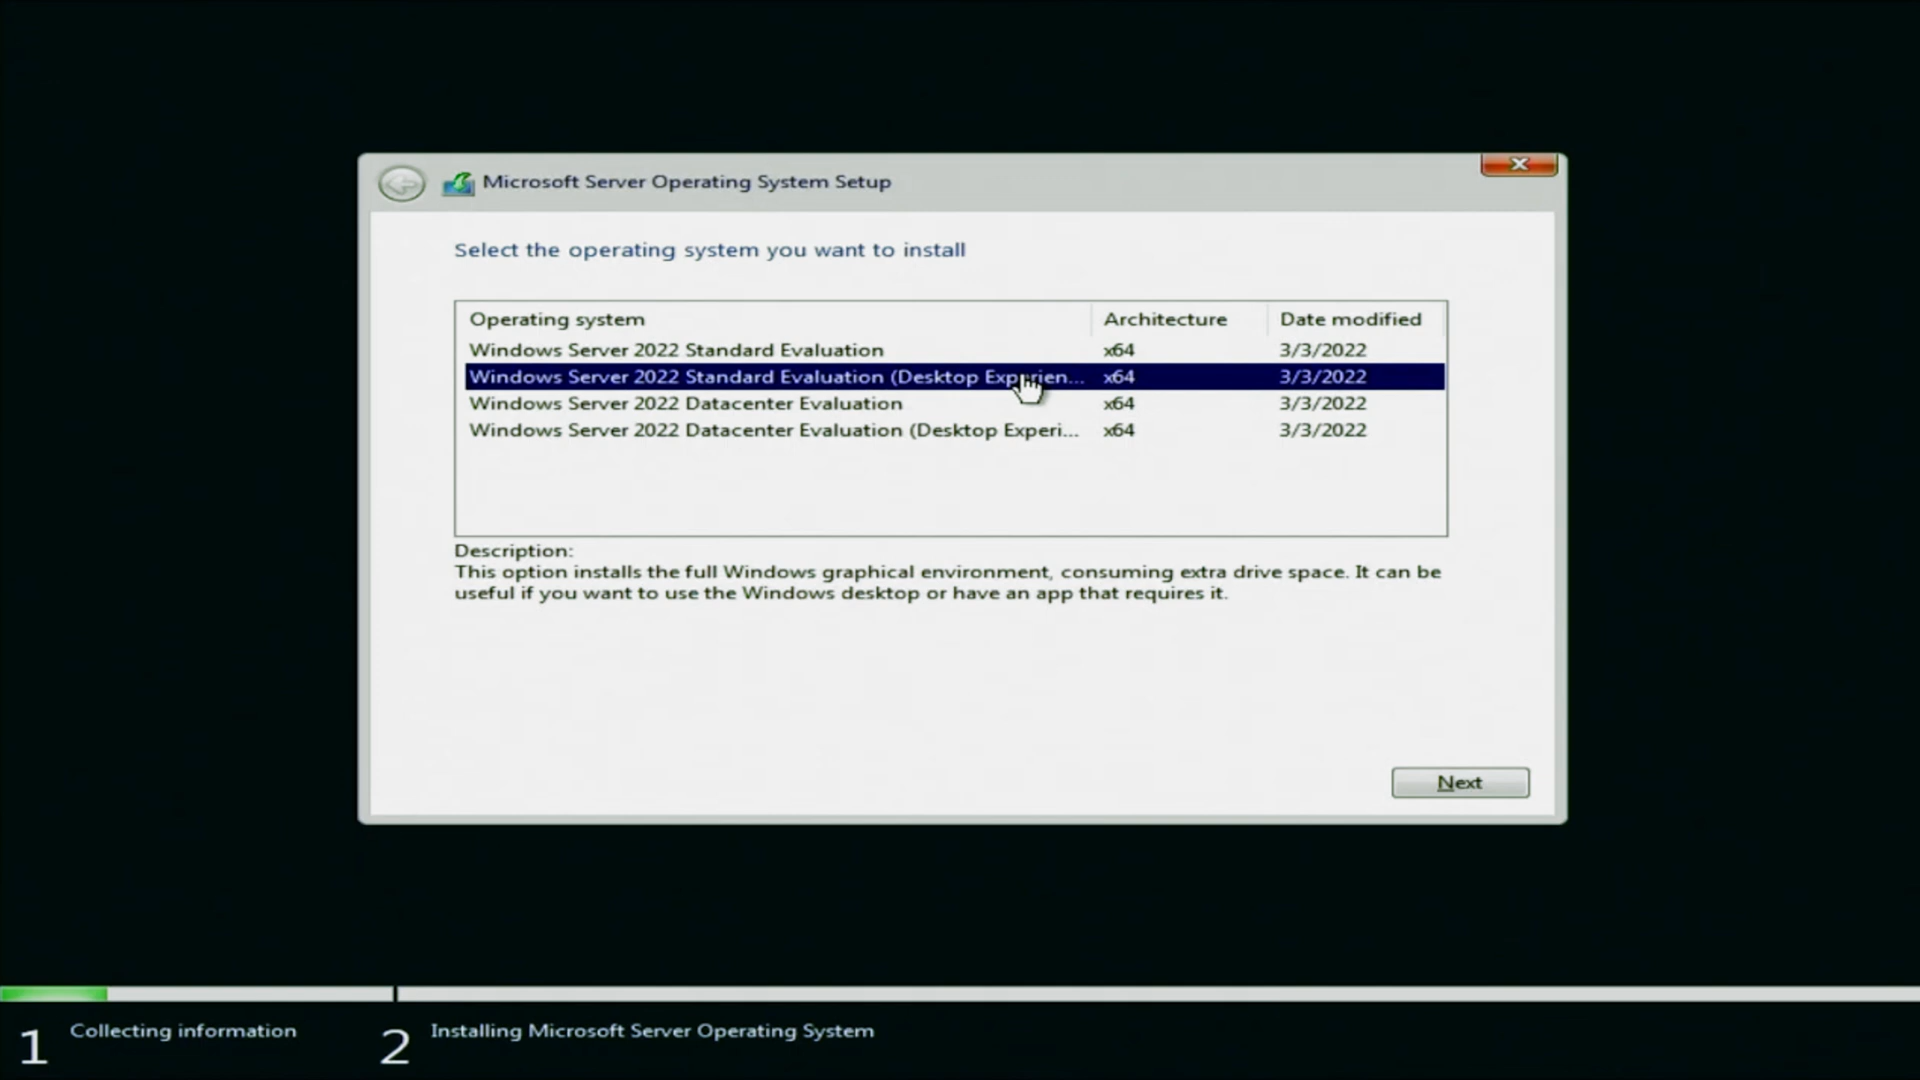 Microsoft Server Operating System Setup
Select the operating system you want to install
Operating system Architecture Date modified
Windows Server 2022 Standard Evaluation x64 3/3/2022
Windows Server 2022 Standard Evaluation (Desktop Experien... x64 3/3/2022
Windows Server 2022 Datacenter Evaluation x64 3/3/2022
Windows Server 2022 Datacenter Evaluation (Desktop Experi... x64 3/3/2022
Description:
This option installs the full Windows graphical environment, consuming extra drive space. It can be
useful if you want to use the Windows desktop or have an app that requires it.
Next
1 Collecting information 2 Installing Microsoft Server Operating System